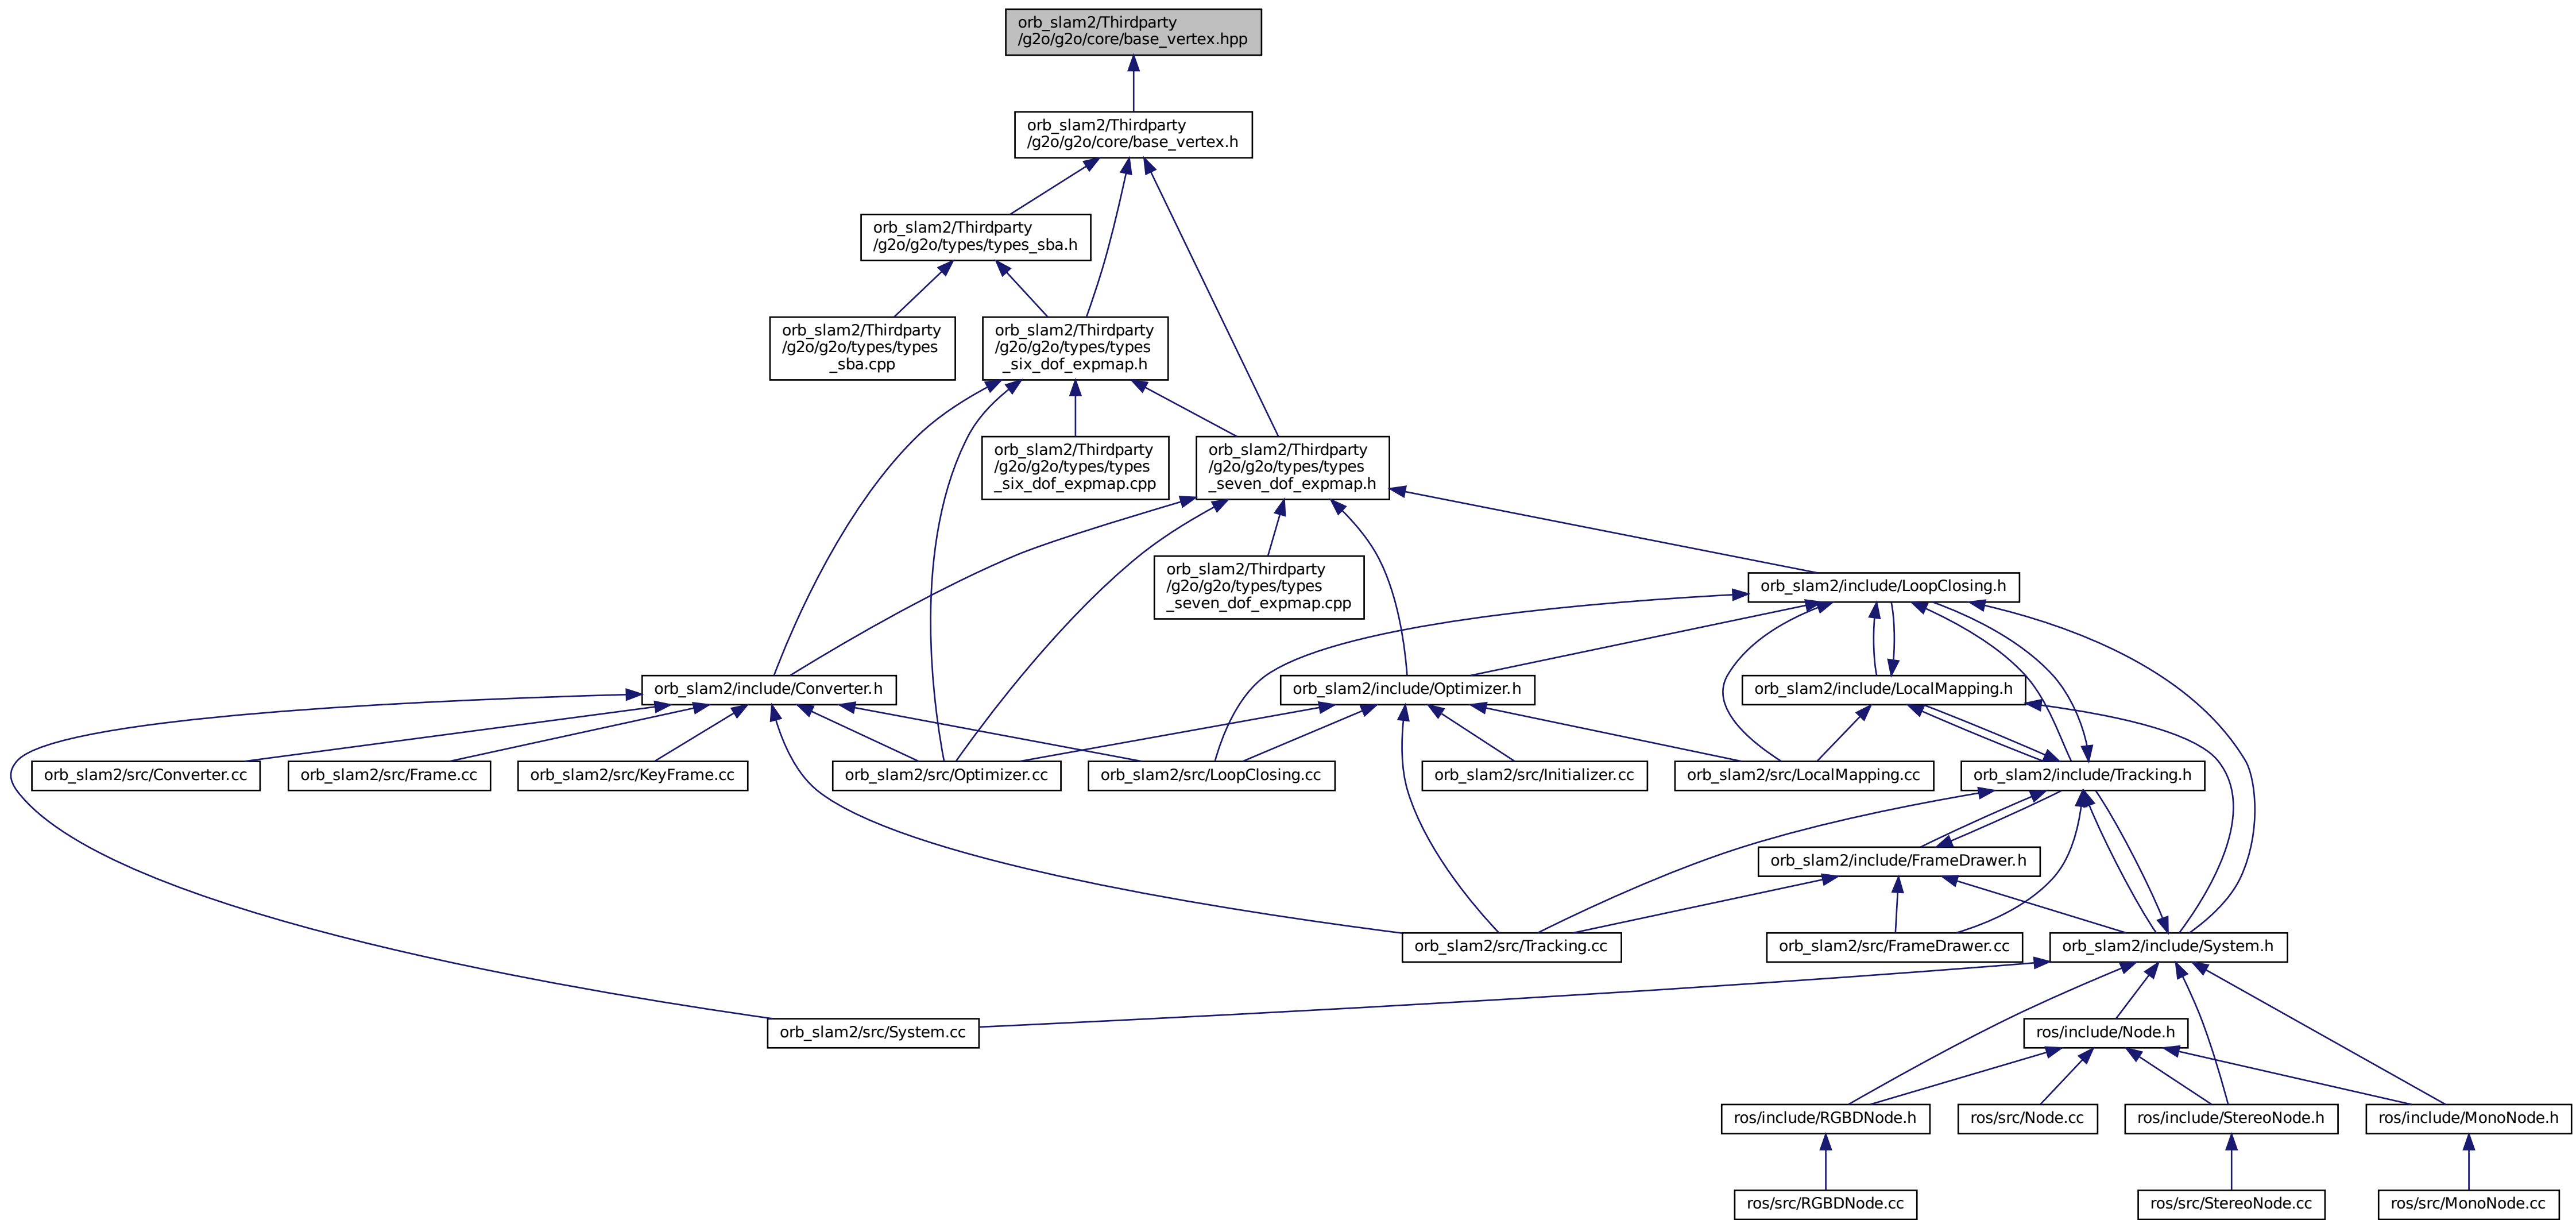 orb_slam2/Thirdparty
/g2o/g2o/core/base_vertex.hpp
orb_slam2/Thirdparty
/g2o/g2o/core/base_vertex.h
orb_slam2/Thirdparty
/g2o/g2o/types/types_sba.h
orb_slam2/Thirdparty
/g2o/g2o/types/types
_sba.cpp
orb_slam2/Thirdparty
/g2o/g2o/types/types
_six_dof_expmap.h
orb_slam2/Thirdparty
/g2o/g2o/types/types
_six_dof_expmap.cpp
orb_slam2/Thirdparty
/g2o/g2o/types/types
_seven_dof_expmap.h
orb_slam2/Thirdparty
/g2o/g2o/types/types
_seven_dof_expmap.cpp
orb_slam2/include/LoopClosing.h
orb_slam2/include/Converter.h
orb_slam2/include/Optimizer.h
orb_slam2/include/LocalMapping.h
orb_slam2/src/Converter.cc
orb_slam2/src/Frame.cc
orb_slam2/src/KeyFrame.cc
orb_slam2/src/Optimizer.cc
orb_slam2/src/LoopClosing.cc
orb_slam2/src/Initializer.cc
orb_slam2/src/LocalMapping.cc
orb_slam2/include/Tracking.h
orb_slam2/include/FrameDrawer.h
orb_slam2/src/Tracking.cc
orb_slam2/src/FrameDrawer.cc
orb_slam2/include/System.h
orb_slam2/src/System.cc
ros/include/Node.h
ros/include/RGBDNode.h
ros/src/Node.cc
ros/include/StereoNode.h
ros/include/MonoNode.h
ros/src/RGBDNode.cc
ros/src/StereoNode.cc
ros/src/MonoNode.cc